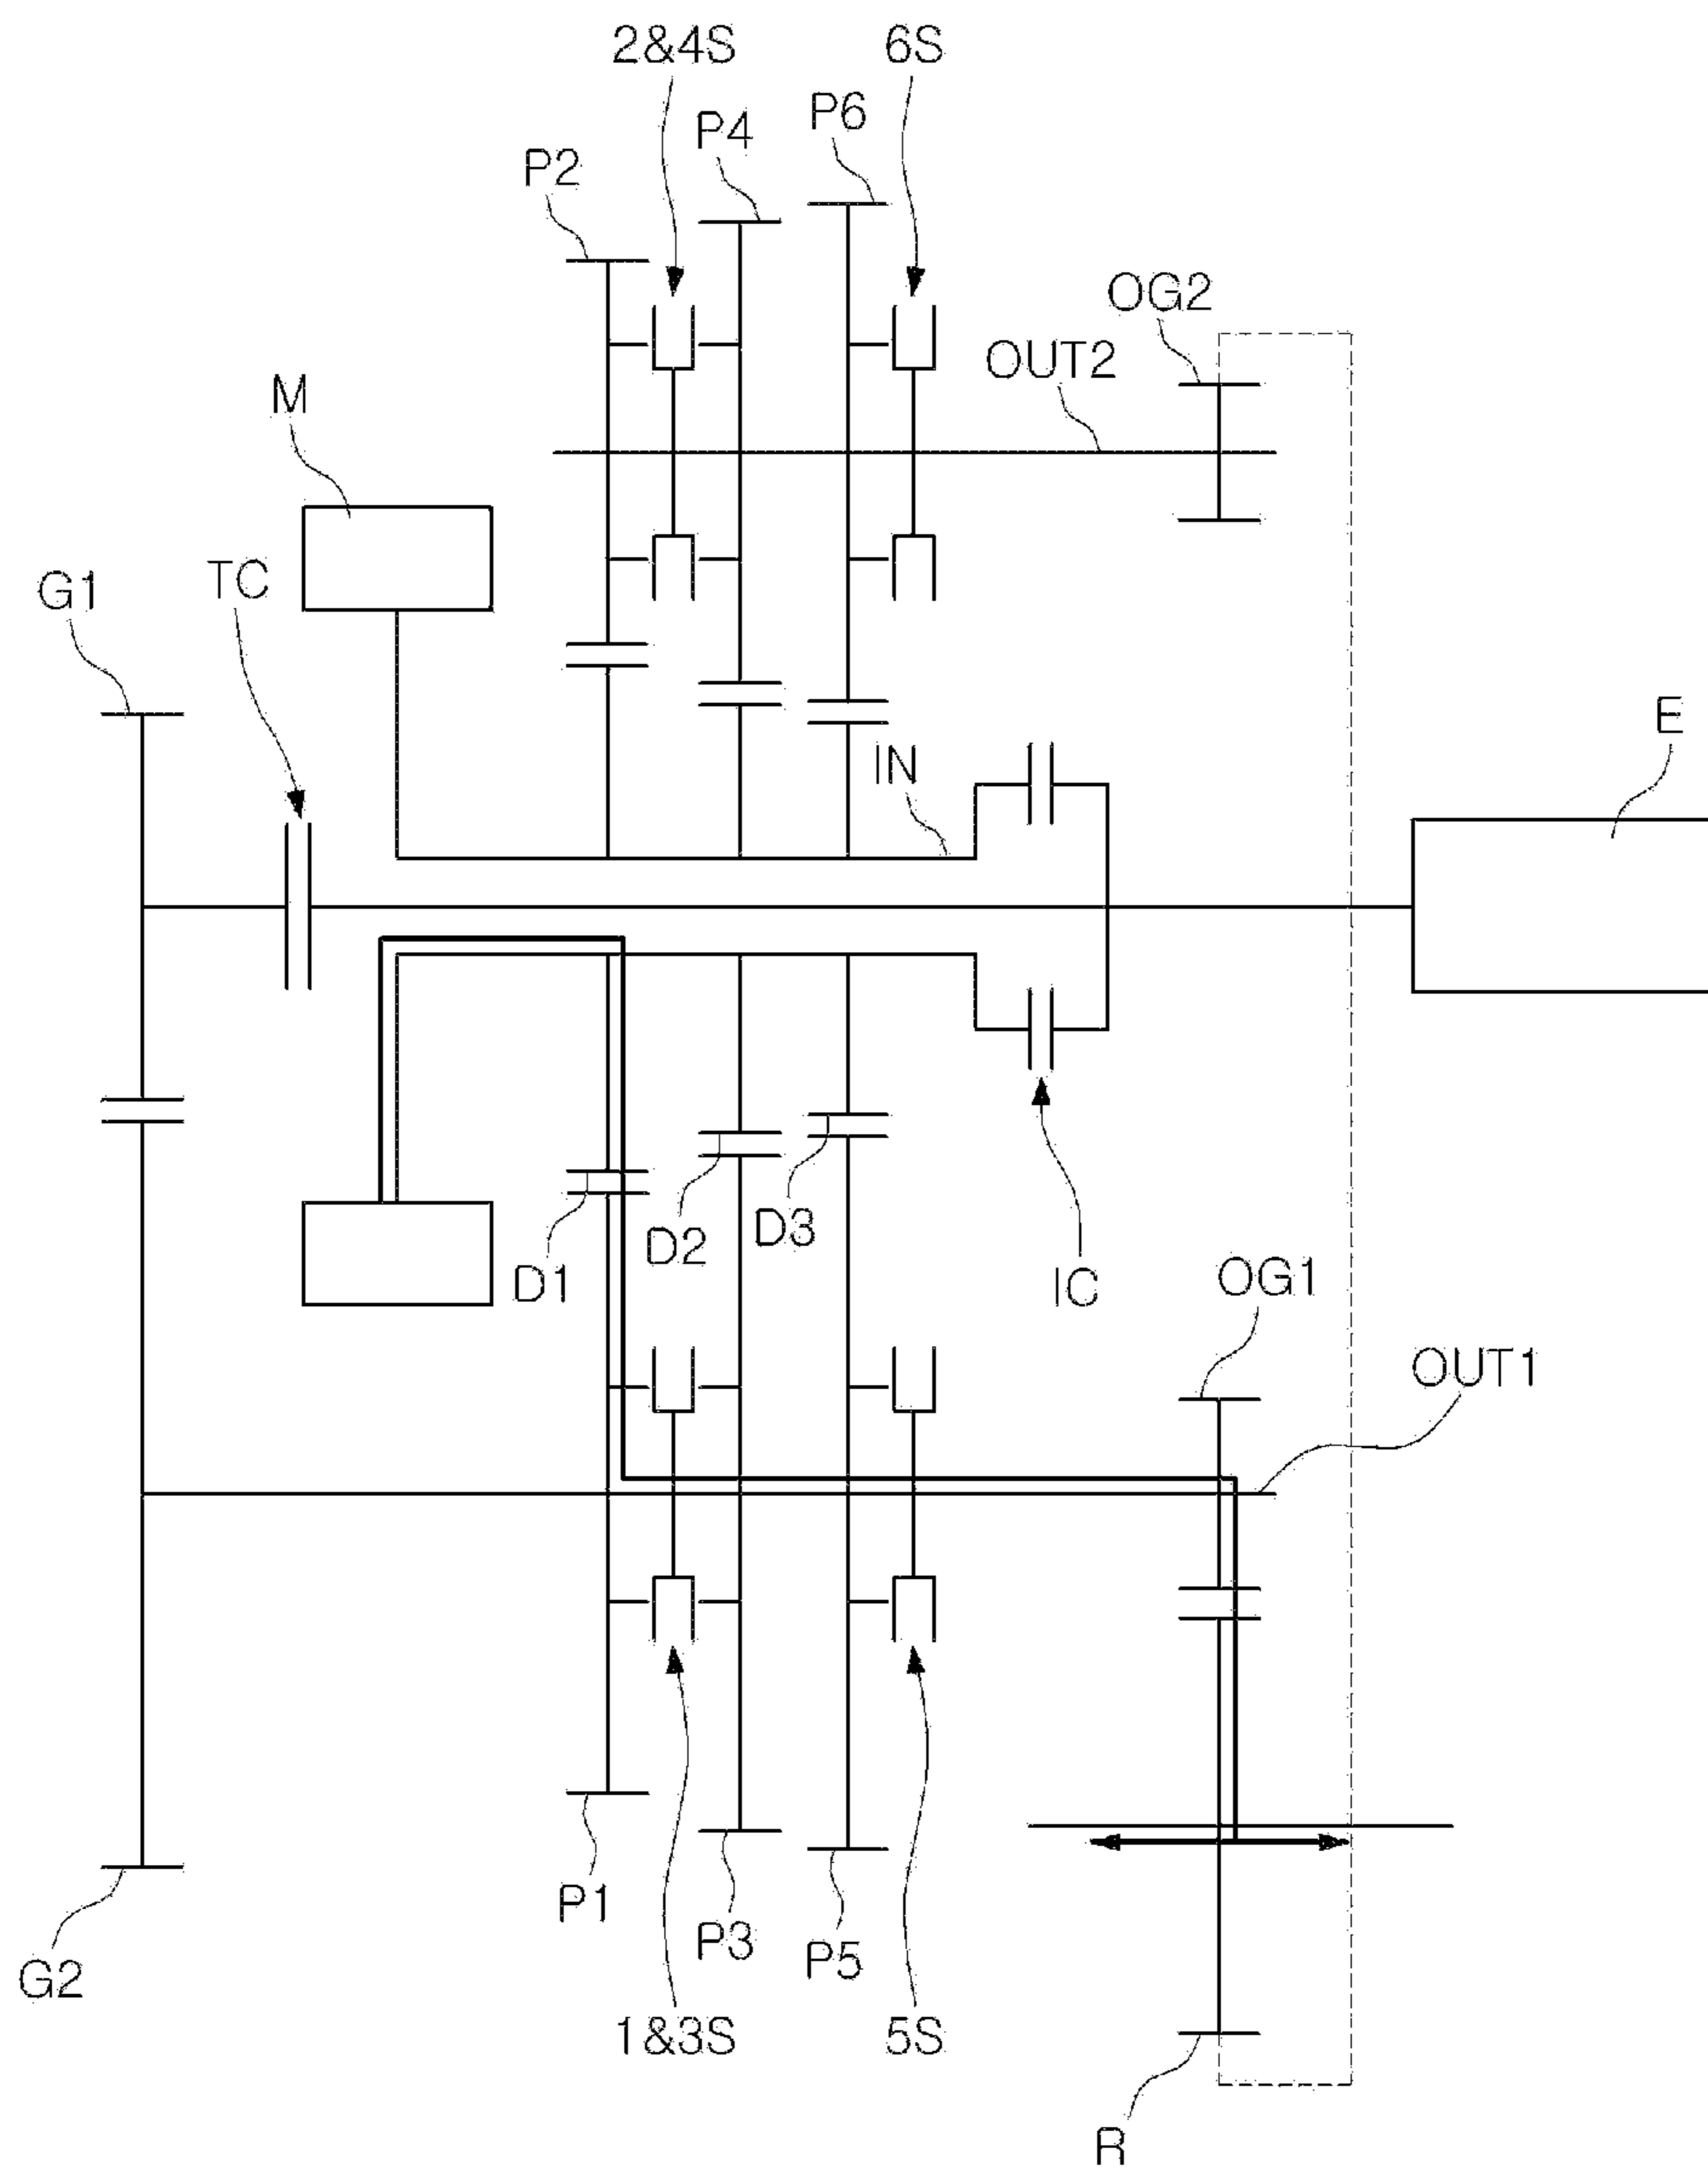 2&4S
6S
P6
P4
P2
OG2
OUT2
M
TC
G1
E
IN
D3
D2
D1
IC
OG1
OUT1
P1
P3
P5
G2
1&3S
5S
R